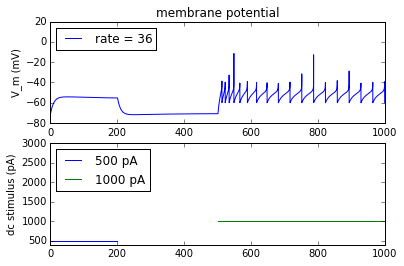 membrane potential
20
0
−20
−40
−60
−80
V_m (mV)
rate = 36
0 200 400 600 800 1000
3000
2500
2000
1500
1000
500
dc stimulus (pA)
500 pA
1000 pA
0 200 400 600 800 1000